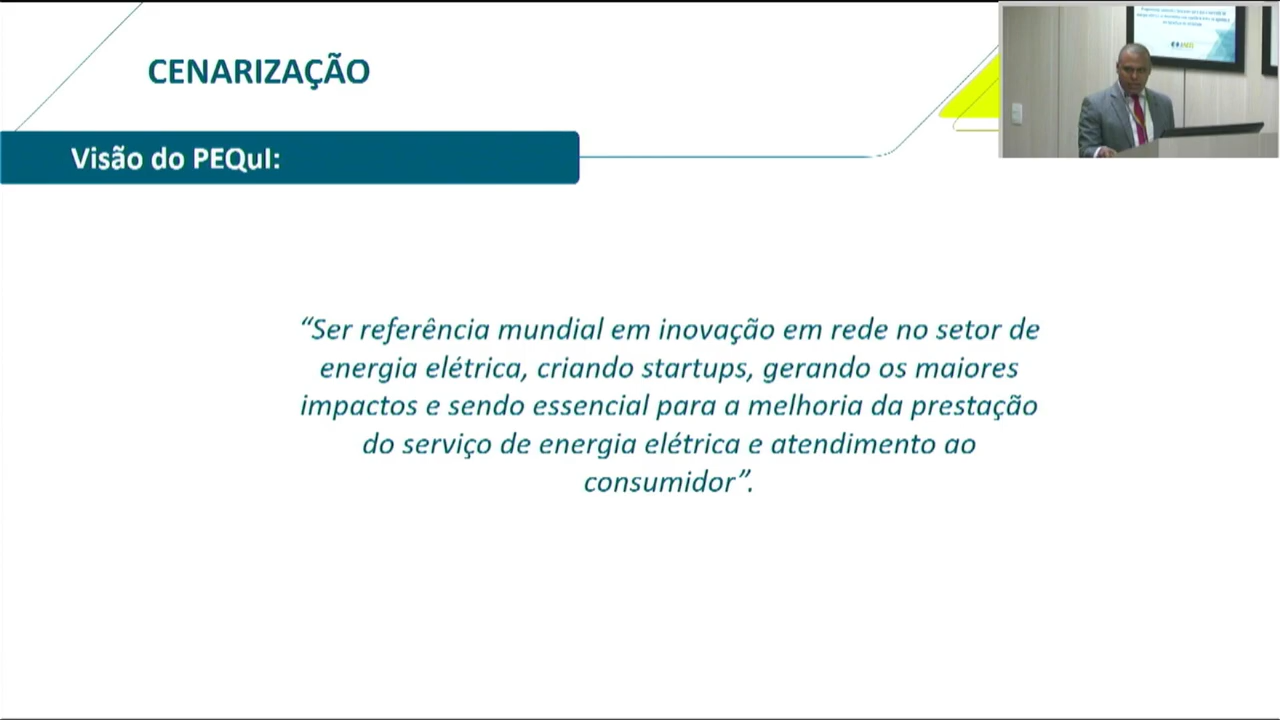 CENARIZAÇÃO
Visão do PEQuI:
“Ser referência mundial em inovação em rede no setor de
energia elétrica, criando startups, gerando os maiores
impactos e sendo essencial para a melhoria da prestação
do serviço de energia elétrica e atendimento ao
consumidor”.